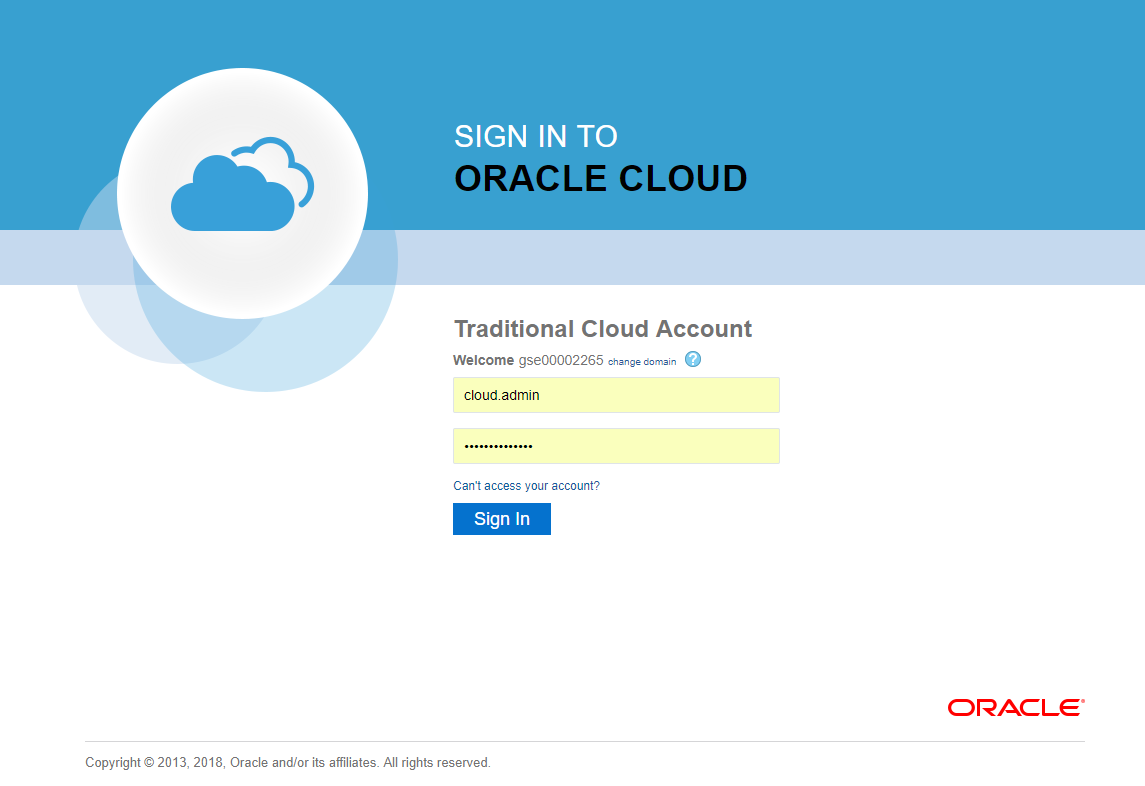 SIGN IN TO
ORACLE CLOUD
Traditional Cloud Account
Welcome gse00002265 change domain ?
cloud.admin
••••••••••••••
Can't access your account?
Sign In
ORACLE®
Copyright © 2013, 2018, Oracle and/or its affiliates. All rights reserved.